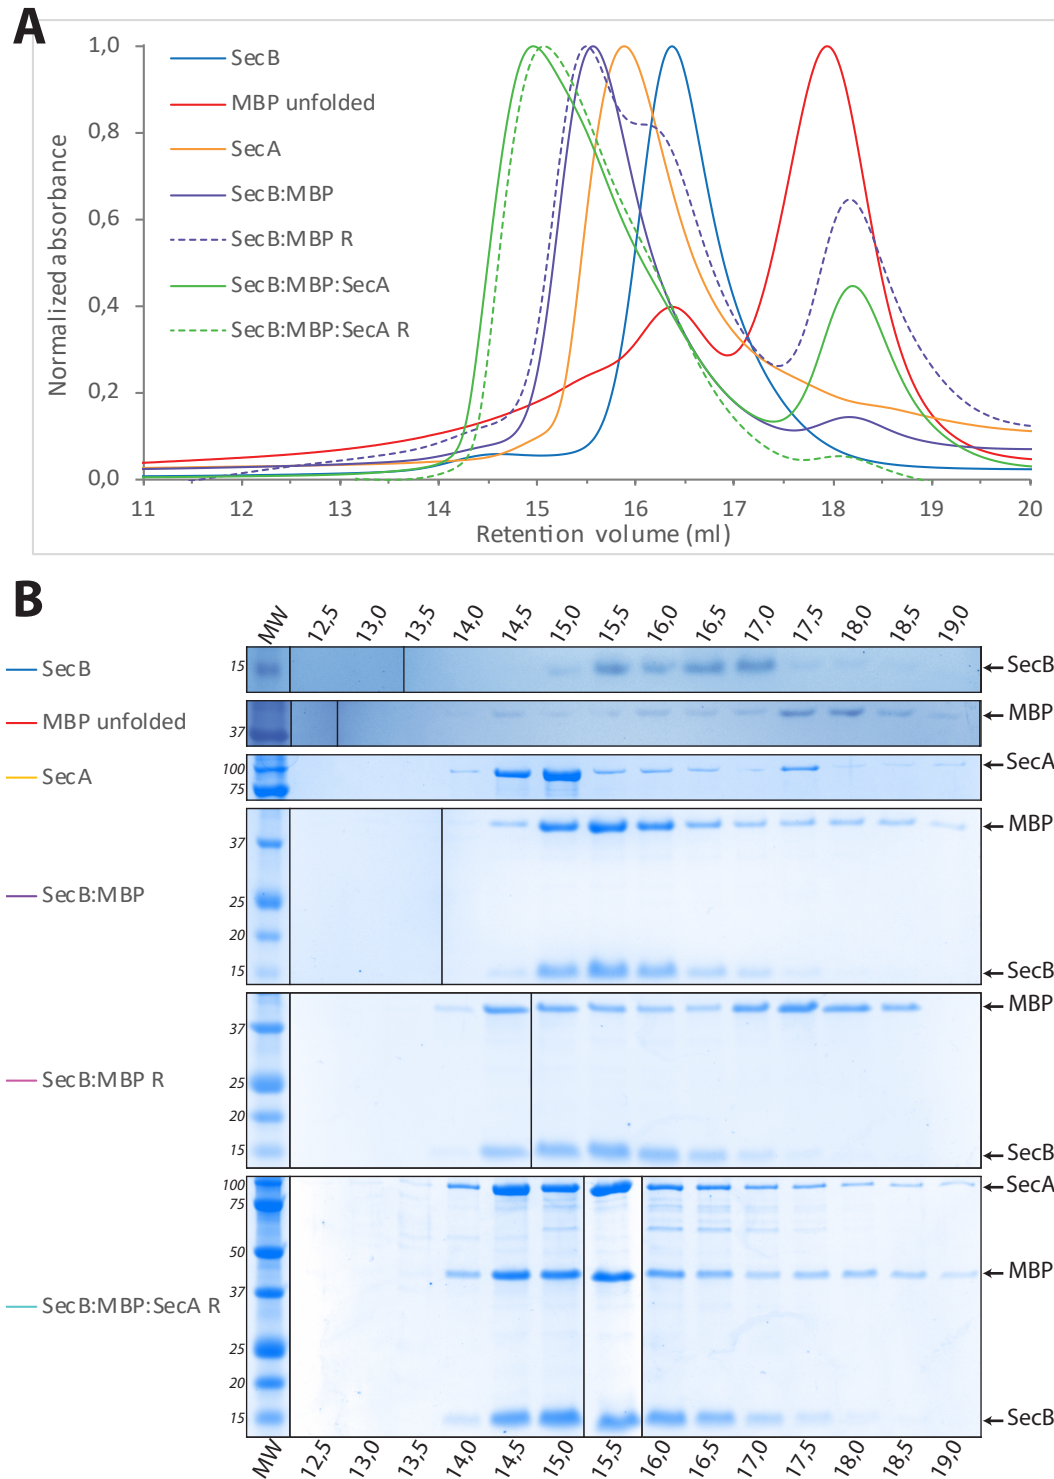 A
Normalized absorbance
1,0
0,8
0,6
0,4
0,2
0,0
SecB
MBP unfolded
SecA
SecB:MBP
SecB:MBP R
SecB:MBP:SecA
SecB:MBP:SecA R
11 12 13 14 15 16 17 18 19 20
Retention volume (ml)
B
MW 12,5 13,0 13,5 14,0 14,5 15,0 15,5 16,0 16,5 17,0 17,5 18,0 18,5 19,0
SecB 15 SecB
MBP unfolded 37 MBP
SecA 100 75 SecA
SecB:MBP
37
25
20
15
MBP
SecB
SecB:MBP R
37
25
20
15
MBP
SecB
SecB:MBP:SecA R
100
75
50
37
25
20
15
SecA
MBP
SecB
MW 12,5 13,0 13,5 14,0 14,5 15,0 15,5 16,0 16,5 17,0 17,5 18,0 18,5 19,0